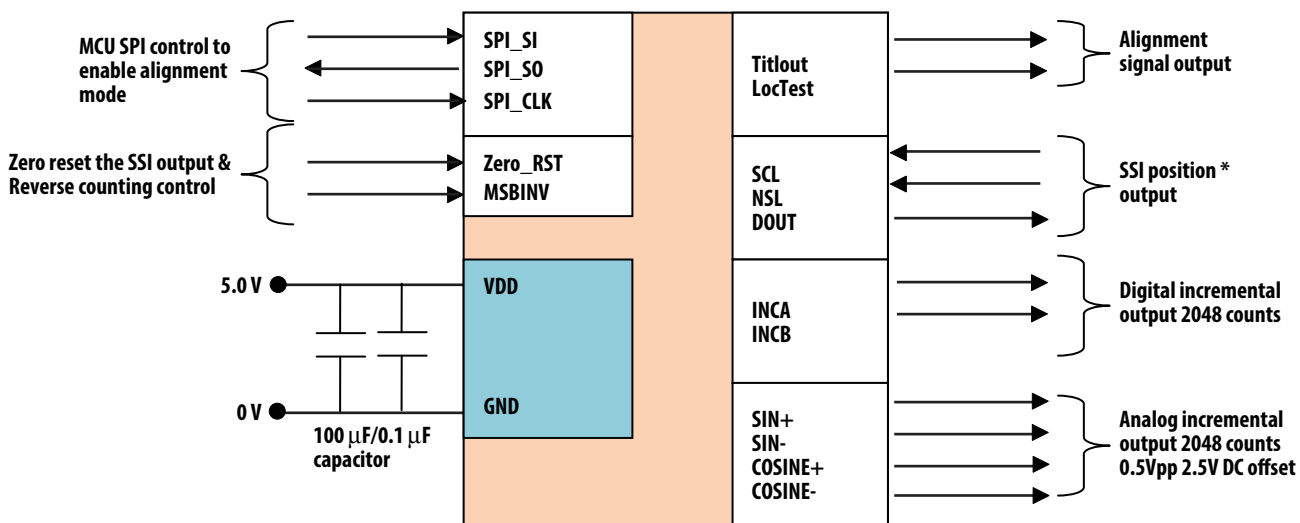 MCU SPI control to
enable alignment
mode
SPI_SI
SPI_SO
SPI_CLK
Zero reset the SSI output &
Reverse counting control
Zero_RST
MSBINV
5.0 V
VDD
0 V
GND
100 µF/0.1 µF
capacitor
Titlout
LocTest
Alignment
signal output
SCL
NSL
DOUT
SSI position *
output
INCA
INCB
Digital incremental
output 2048 counts
SIN+
SIN-
COSINE+
COSINE-
Analog incremental
output 2048 counts
0.5Vpp 2.5V DC offset